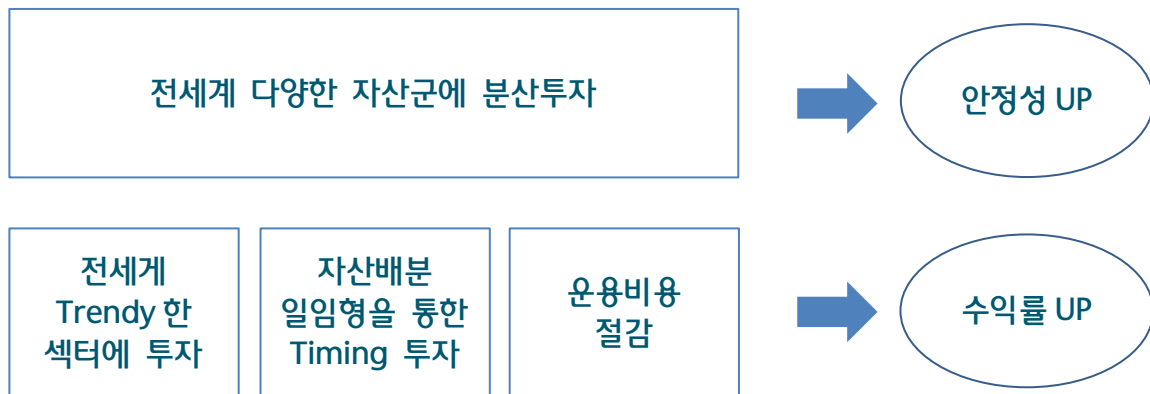 전세계 다양한 자산군에 분산투자
안정성 UP
전세게
Trendy 한
섹터에 투자
자산배분
일임형을 통한
Timing 투자
운용비용
절감
수익률 UP